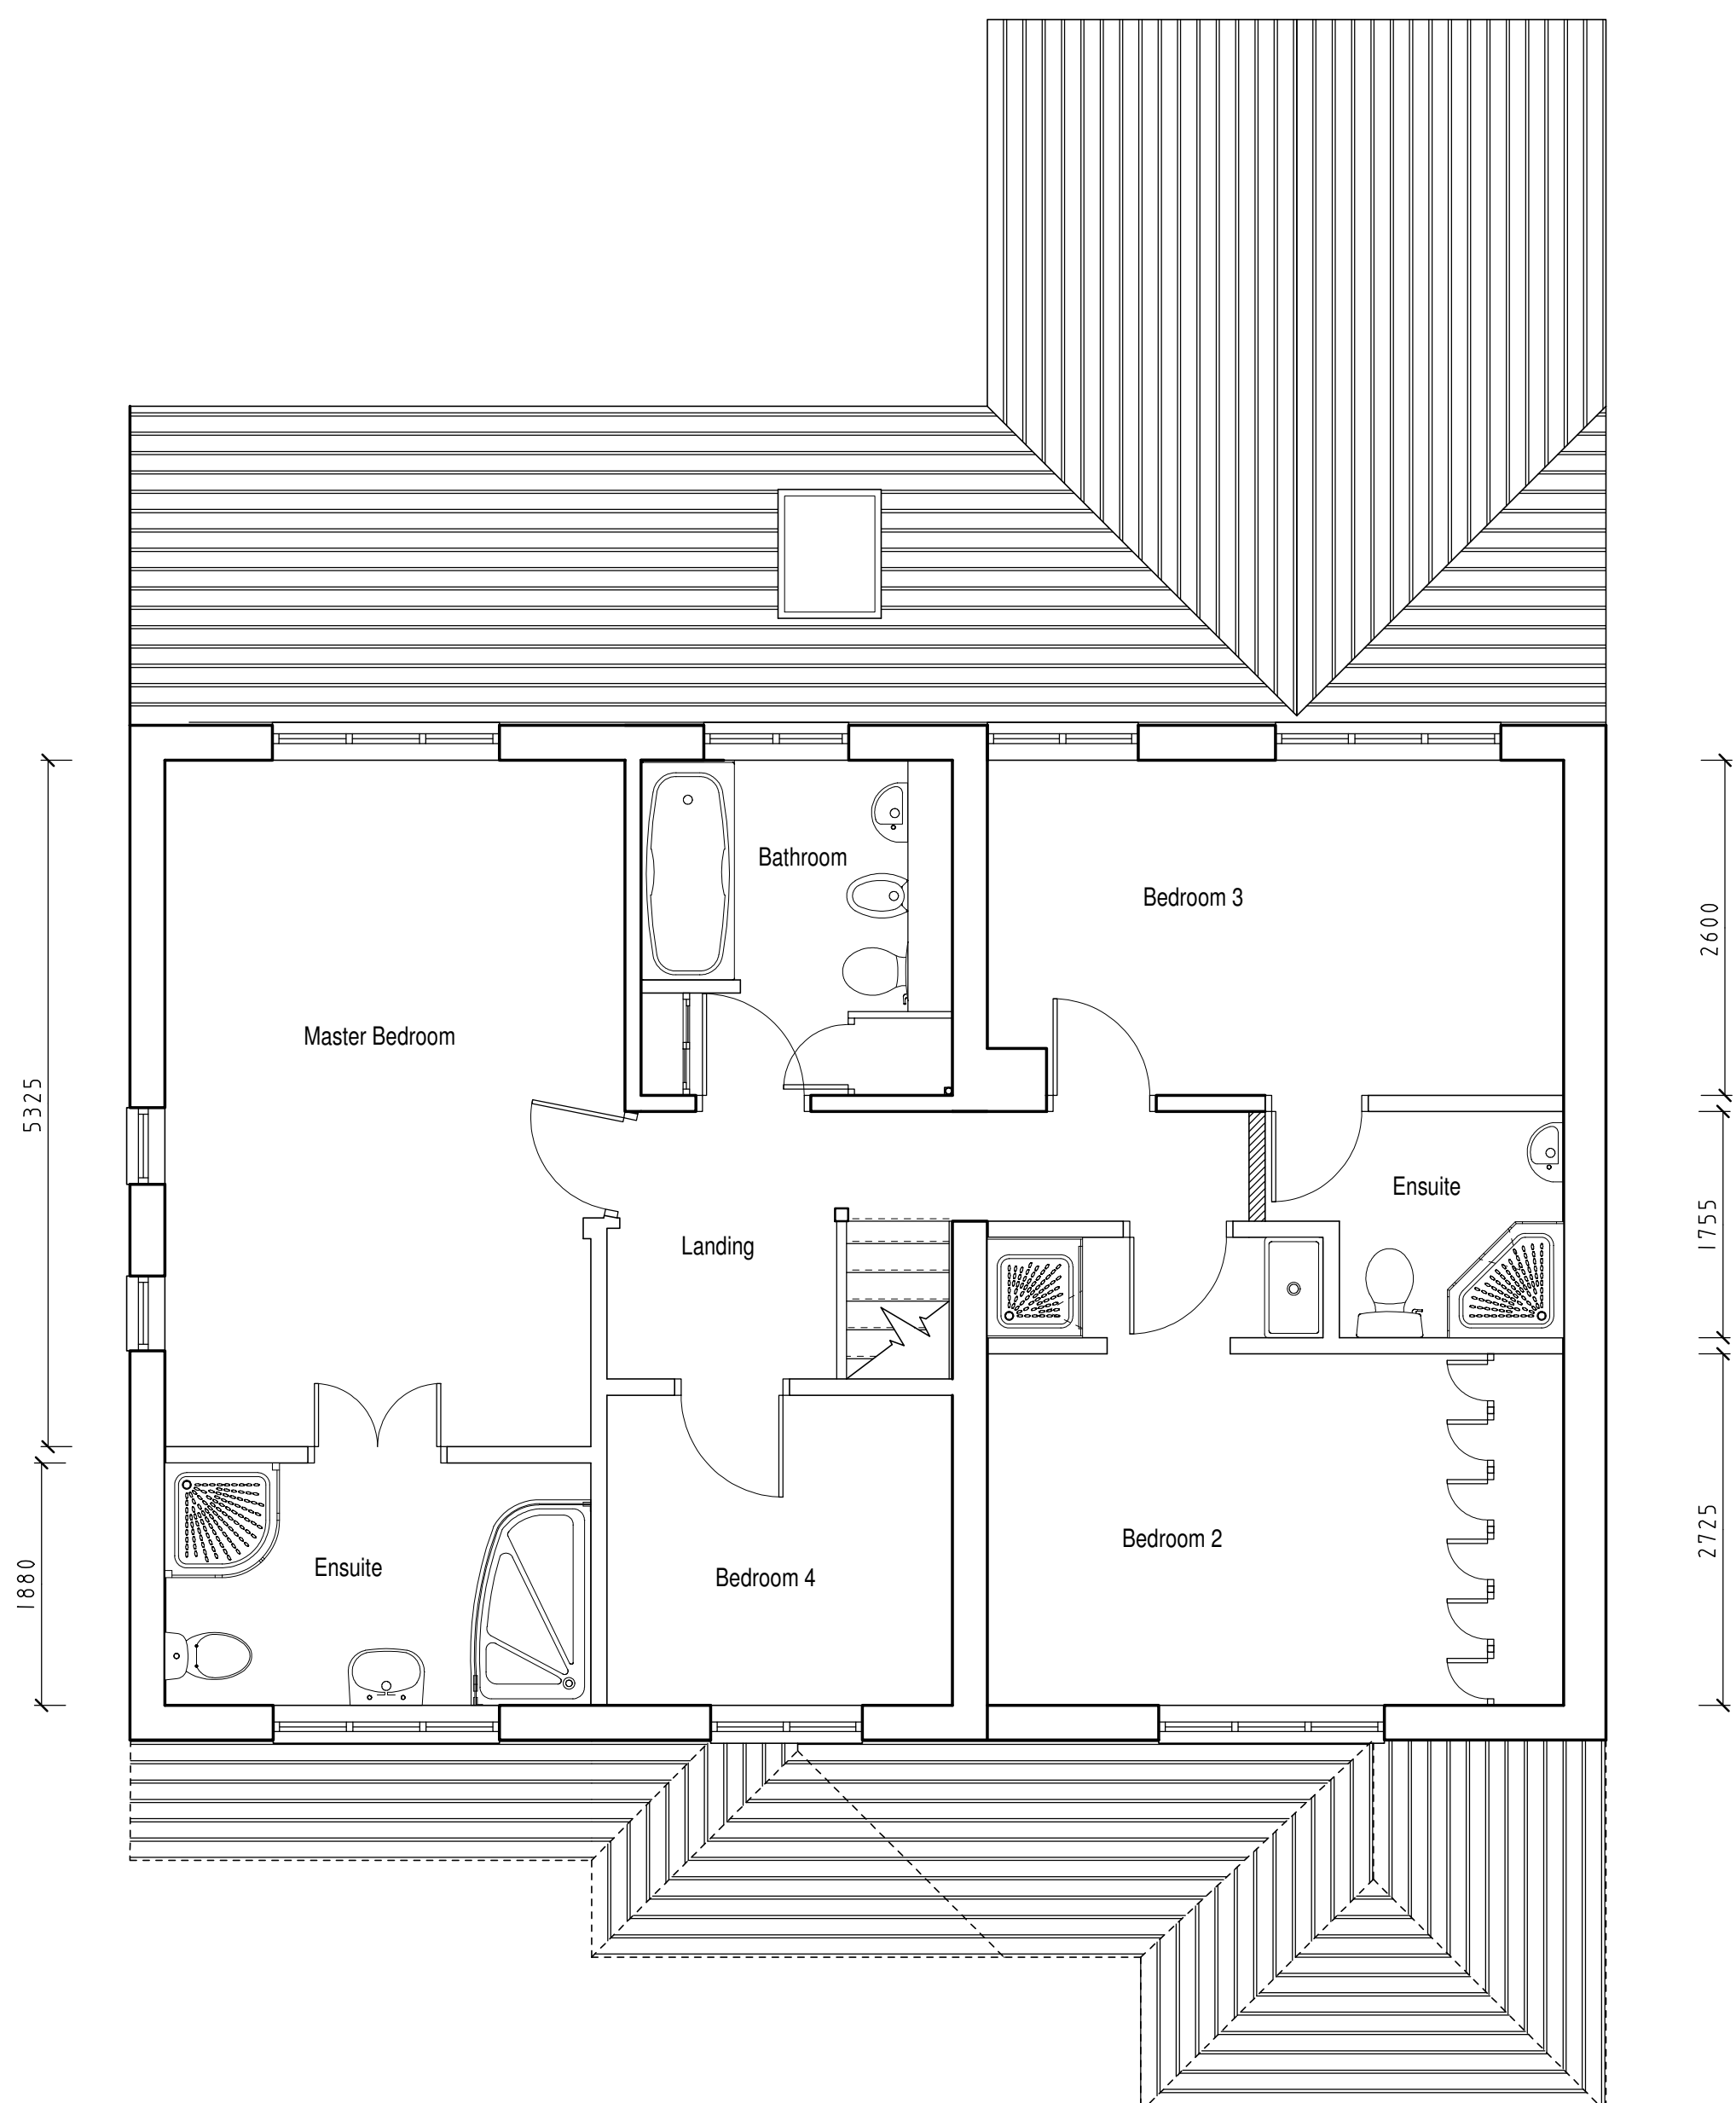 Bathroom
Bedroom 3
2600
Master Bedroom
5325
Ensuite
1755
Landing
Bedroom 2
2725
Ensuite
Bedroom 4
1880